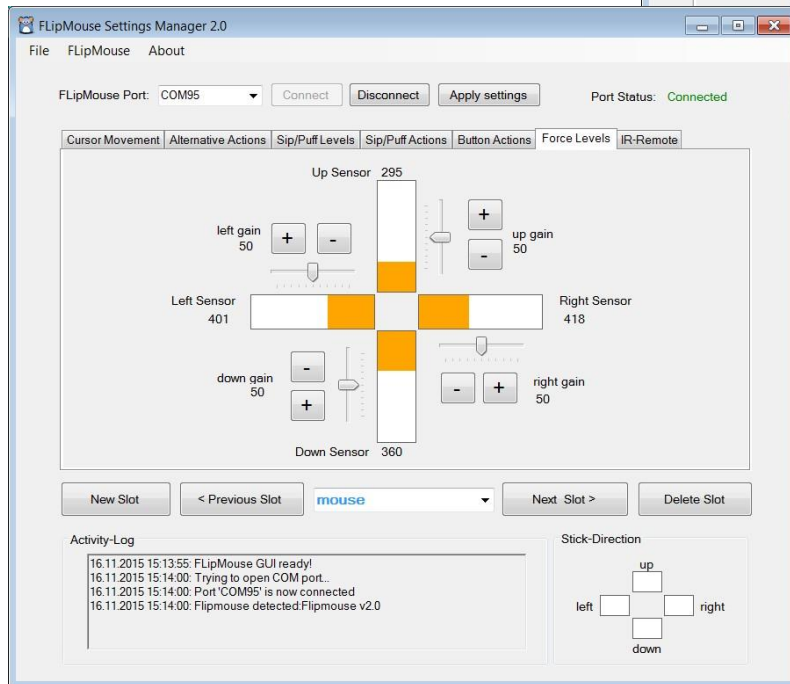 FLipMouse Settings Manager 2.0
File FLipMouse About
FLipMouse Port: COM95 Connect Disconnect Apply settings Port Status: Connected
Cursor Movement Alternative Actions Sip/Puff Levels Sip/Puff Actions Button Actions Force Levels IR-Remote
Up Sensor 295
left gain
50
+ -
+
-
up gain
50
Left Sensor
401
Right Sensor
418
down gain
50
-
+
- +
right gain
50
Down Sensor 360
New Slot < Previous Slot mouse Next Slot > Delete Slot
Activity-Log
16.11.2015 15:13:55: FLipMouse GUI ready!
16.11.2015 15:14:00: Trying to open COM port...
16.11.2015 15:14:00: Port 'COM95' is now connected
16.11.2015 15:14:00: Flipmouse detected:Flipmouse v2.0
Stick-Direction
up
left right
down